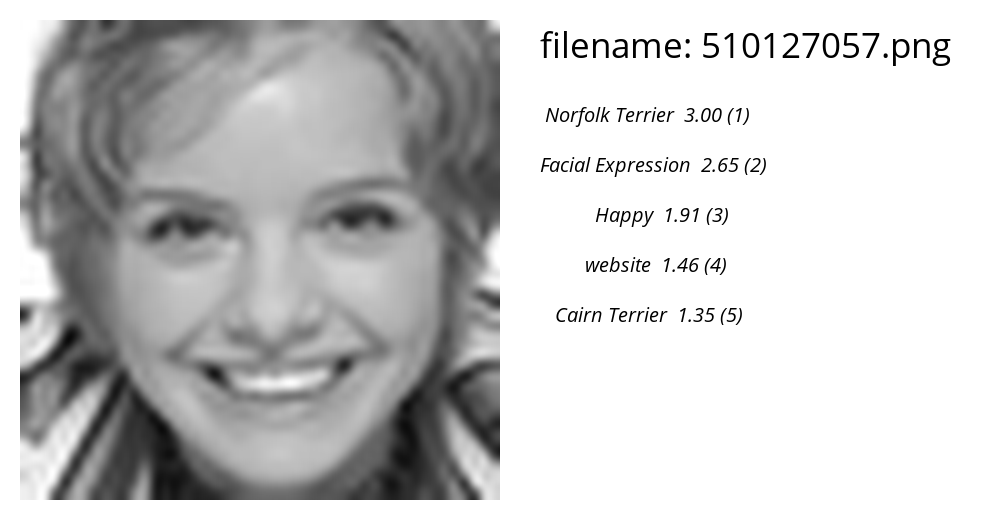 filename: 510127057.png
Norfolk Terrier 3.00 (1)
Facial Expression 2.65 (2)
Happy 1.91 (3)
website 1.46 (4)
Cairn Terrier 1.35 (5)